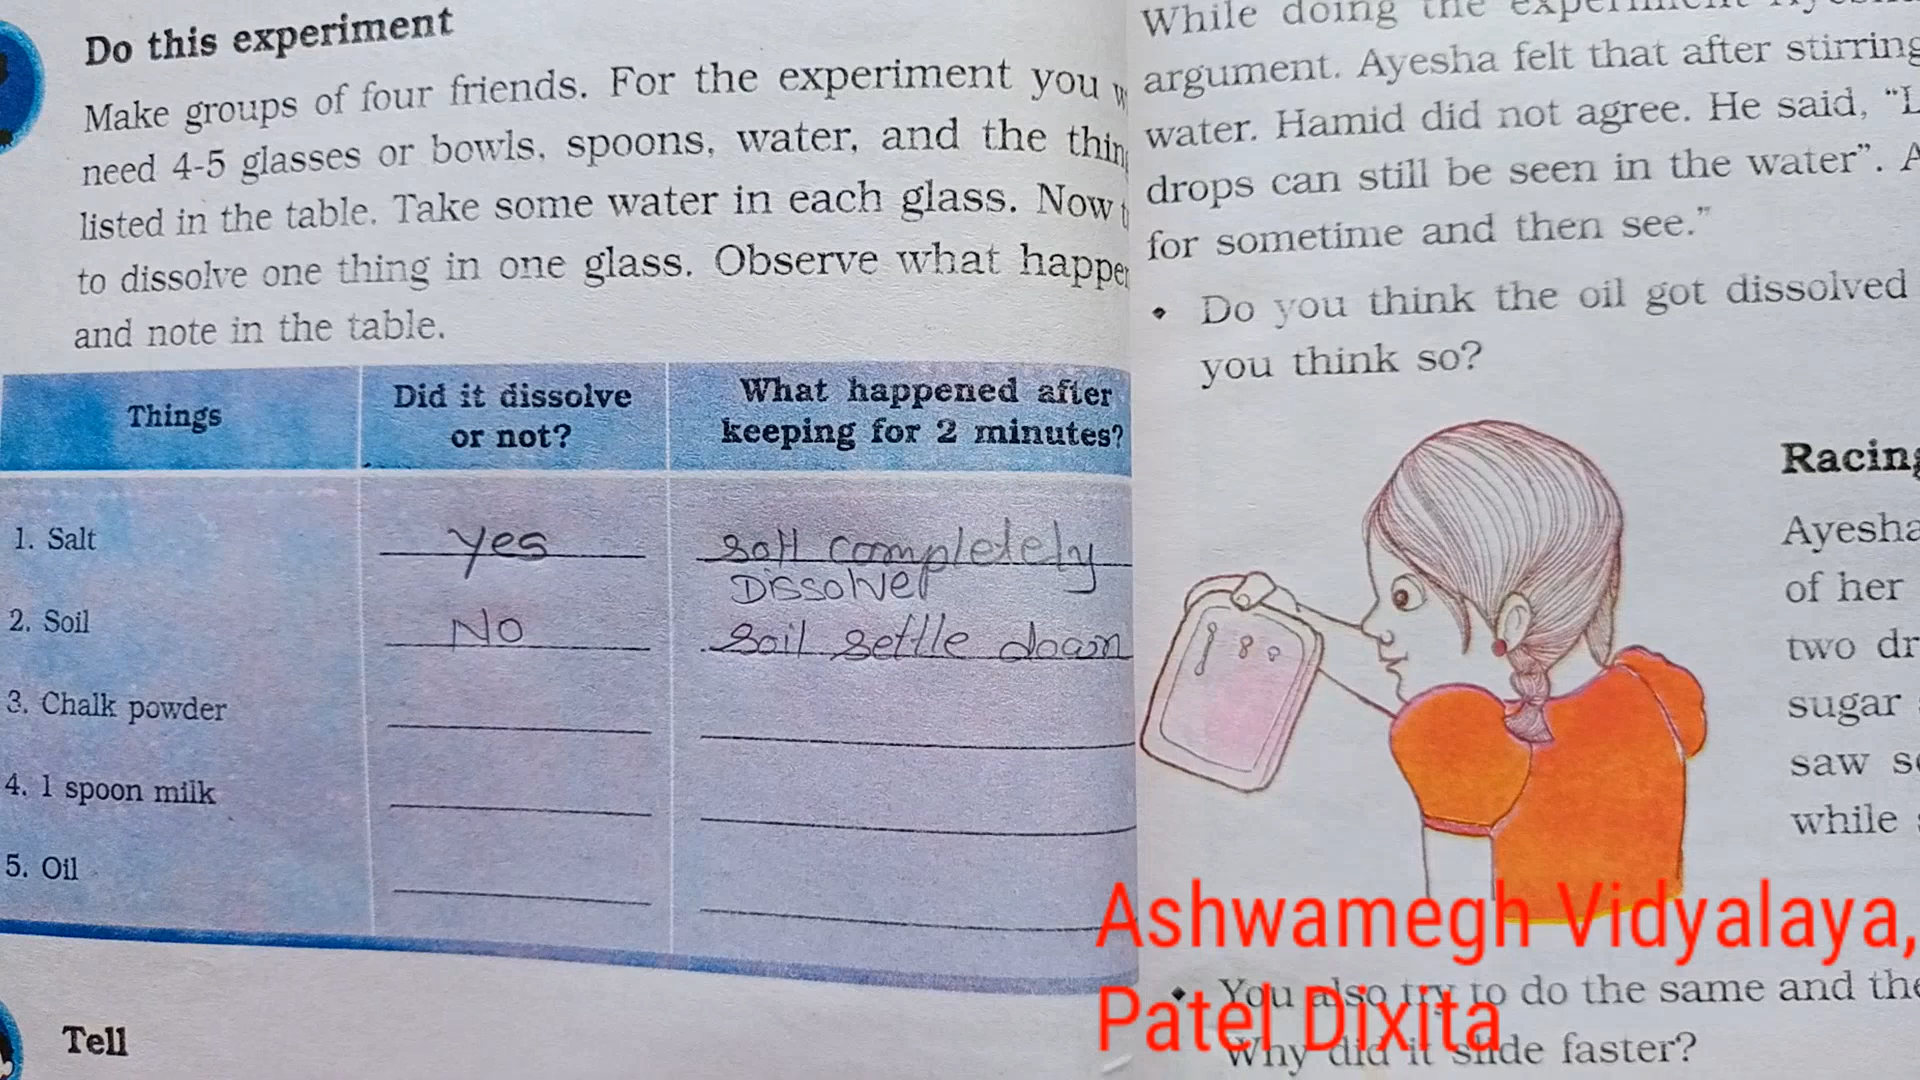 Do this experiment
Make groups of four friends. For the experiment you
need 4-5 glasses or bowls, spoons, water, and the
listed in the table. Take some water in each glass. Now
to dissolve one thing in one glass. Observe what
and note in the table.
Things
Did it dissolve
or not?
What happened after
keeping for 2 minutes?
1. Salt
Yes
completely
Dissolved
2. Soil
No
soil settle down
3. Chalk powder
4. 1 spoon milk
5. Oil
Tell
While doing the experiment
argument. Ayesha felt that after stirring
water. Hamid did not agree. He said,
drops can still be seen in the water".
for sometime and then see."
• Do you think the oil got dissolved
you think so?
Racing
Ayesha
of her
two
sugar
saw
while
Ashwamegh Vidyalaya,
Patel Dixita
• You also try to do the same and
Why did it slide faster?